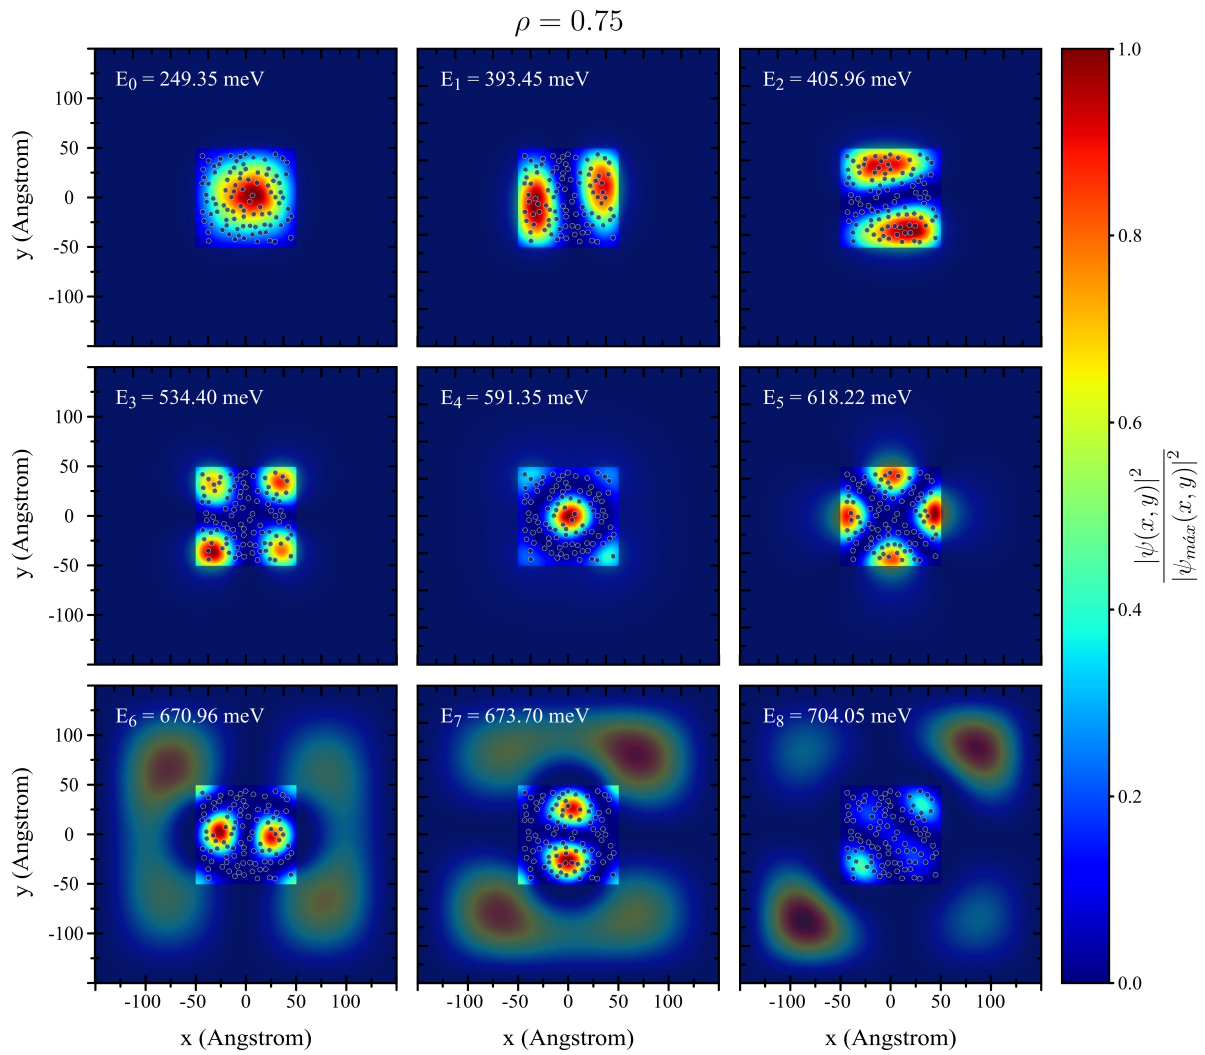 ρ = 0.75
E0 = 249.35 meV
E1 = 393.45 meV
E2 = 405.96 meV
100
50
0
-50
-100
y (Angstrom)
E3 = 534.40 meV
E4 = 591.35 meV
E5 = 618.22 meV
100
50
0
-50
-100
y (Angstrom)
E6 = 670.96 meV
E7 = 673.70 meV
E8 = 704.05 meV
100
50
0
-50
-100
y (Angstrom)
-100 -50 0 50 100
-100 -50 0 50 100
-100 -50 0 50 100
x (Angstrom)
x (Angstrom)
x (Angstrom)
1.0
0.8
0.6
0.4
0.2
0.0
|ψ(x, y)|²
|ψmáx(x, y)|²